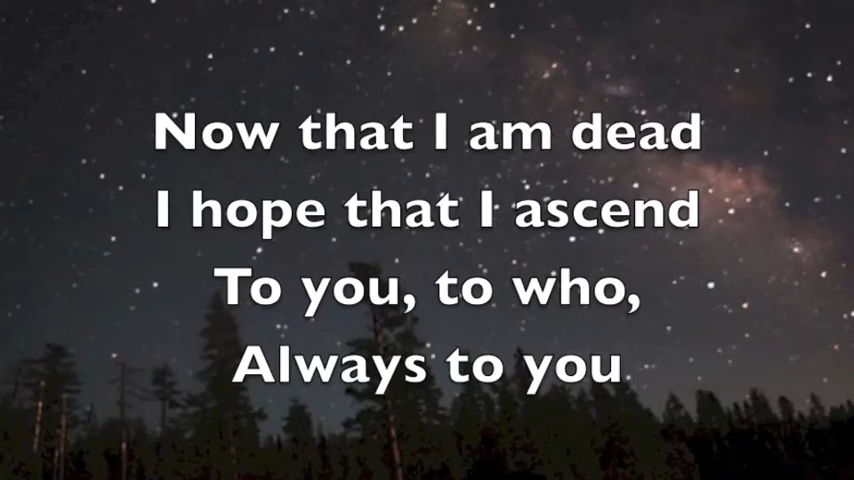 Now that I am dead
I hope that I ascend
To you, to who,
Always to you